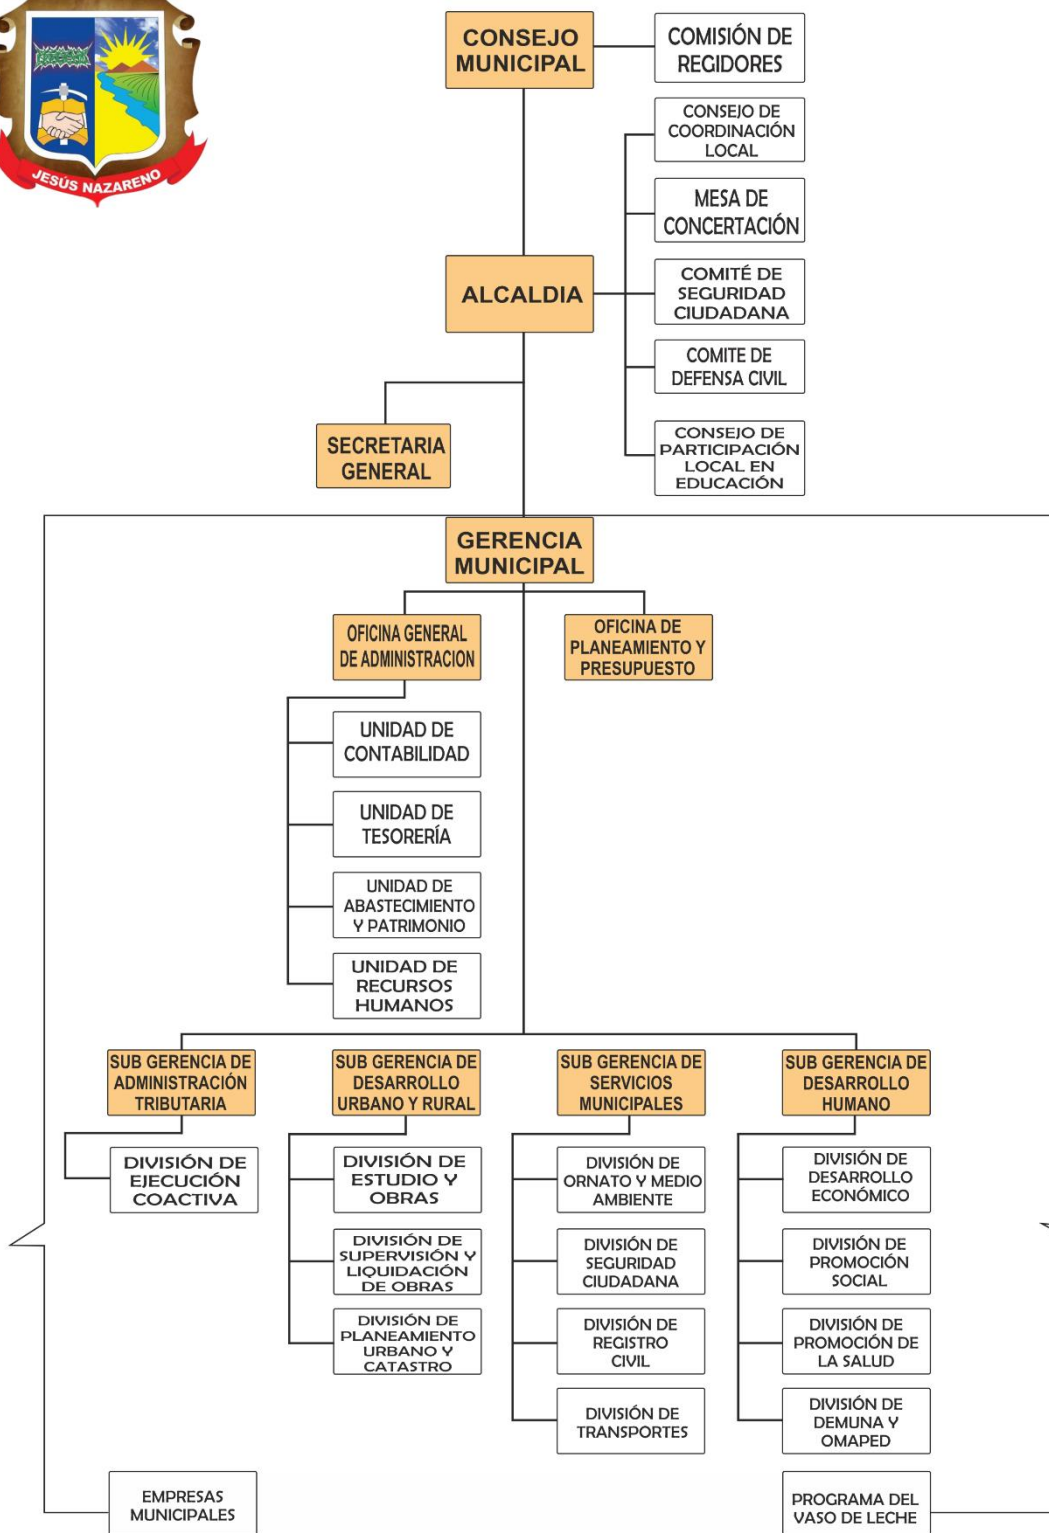 JESÚS NAZARENO
CONSEJO
MUNICIPAL
COMISIÓN DE
REGIDORES
CONSEJO DE
COORDINACIÓN
LOCAL
MESA DE
CONCERTACIÓN
ALCALDIA
COMITÉ DE
SEGURIDAD
CIUDADANA
COMITE DE
DEFENSA CIVIL
SECRETARIA
GENERAL
CONSEJO DE
PARTICIPACIÓN
LOCAL EN
EDUCACIÓN
GERENCIA
MUNICIPAL
OFICINA GENERAL
DE ADMINISTRACION
OFICINA DE
PLANEAMIENTO Y
PRESUPUESTO
UNIDAD DE
CONTABILIDAD
UNIDAD DE
TESORERÍA
UNIDAD DE
ABASTECIMIENTO
Y PATRIMONIO
UNIDAD DE
RECURSOS
HUMANOS
SUB GERENCIA DE
ADMINISTRACIÓN
TRIBUTARIA
SUB GERENCIA DE
DESARROLLO
URBANO Y RURAL
SUB GERENCIA DE
SERVICIOS
MUNICIPALES
SUB GERENCIA DE
DESARROLLO
HUMANO
DIVISIÓN DE
EJECUCIÓN
COACTIVA
DIVISIÓN DE
ESTUDIO Y
OBRAS
DIVISIÓN DE
ORNATO Y MEDIO
AMBIENTE
DIVISIÓN DE
DESARROLLO
ECONÓMICO
DIVISIÓN DE
SUPERVISIÓN Y
LIQUIDACIÓN
DE OBRAS
DIVISIÓN DE
SEGURIDAD
CIUDADANA
DIVISIÓN DE
PROMOCIÓN
SOCIAL
DIVISIÓN DE
PLANEAMIENTO
URBANO Y
CATASTRO
DIVISIÓN DE
REGISTRO
CIVIL
DIVISIÓN DE
PROMOCIÓN DE
LA SALUD
DIVISIÓN DE
TRANSPORTES
DIVISIÓN DE
DEMUNA Y
OMAPED
EMPRESAS
MUNICIPALES
PROGRAMA DEL
VASO DE LECHE